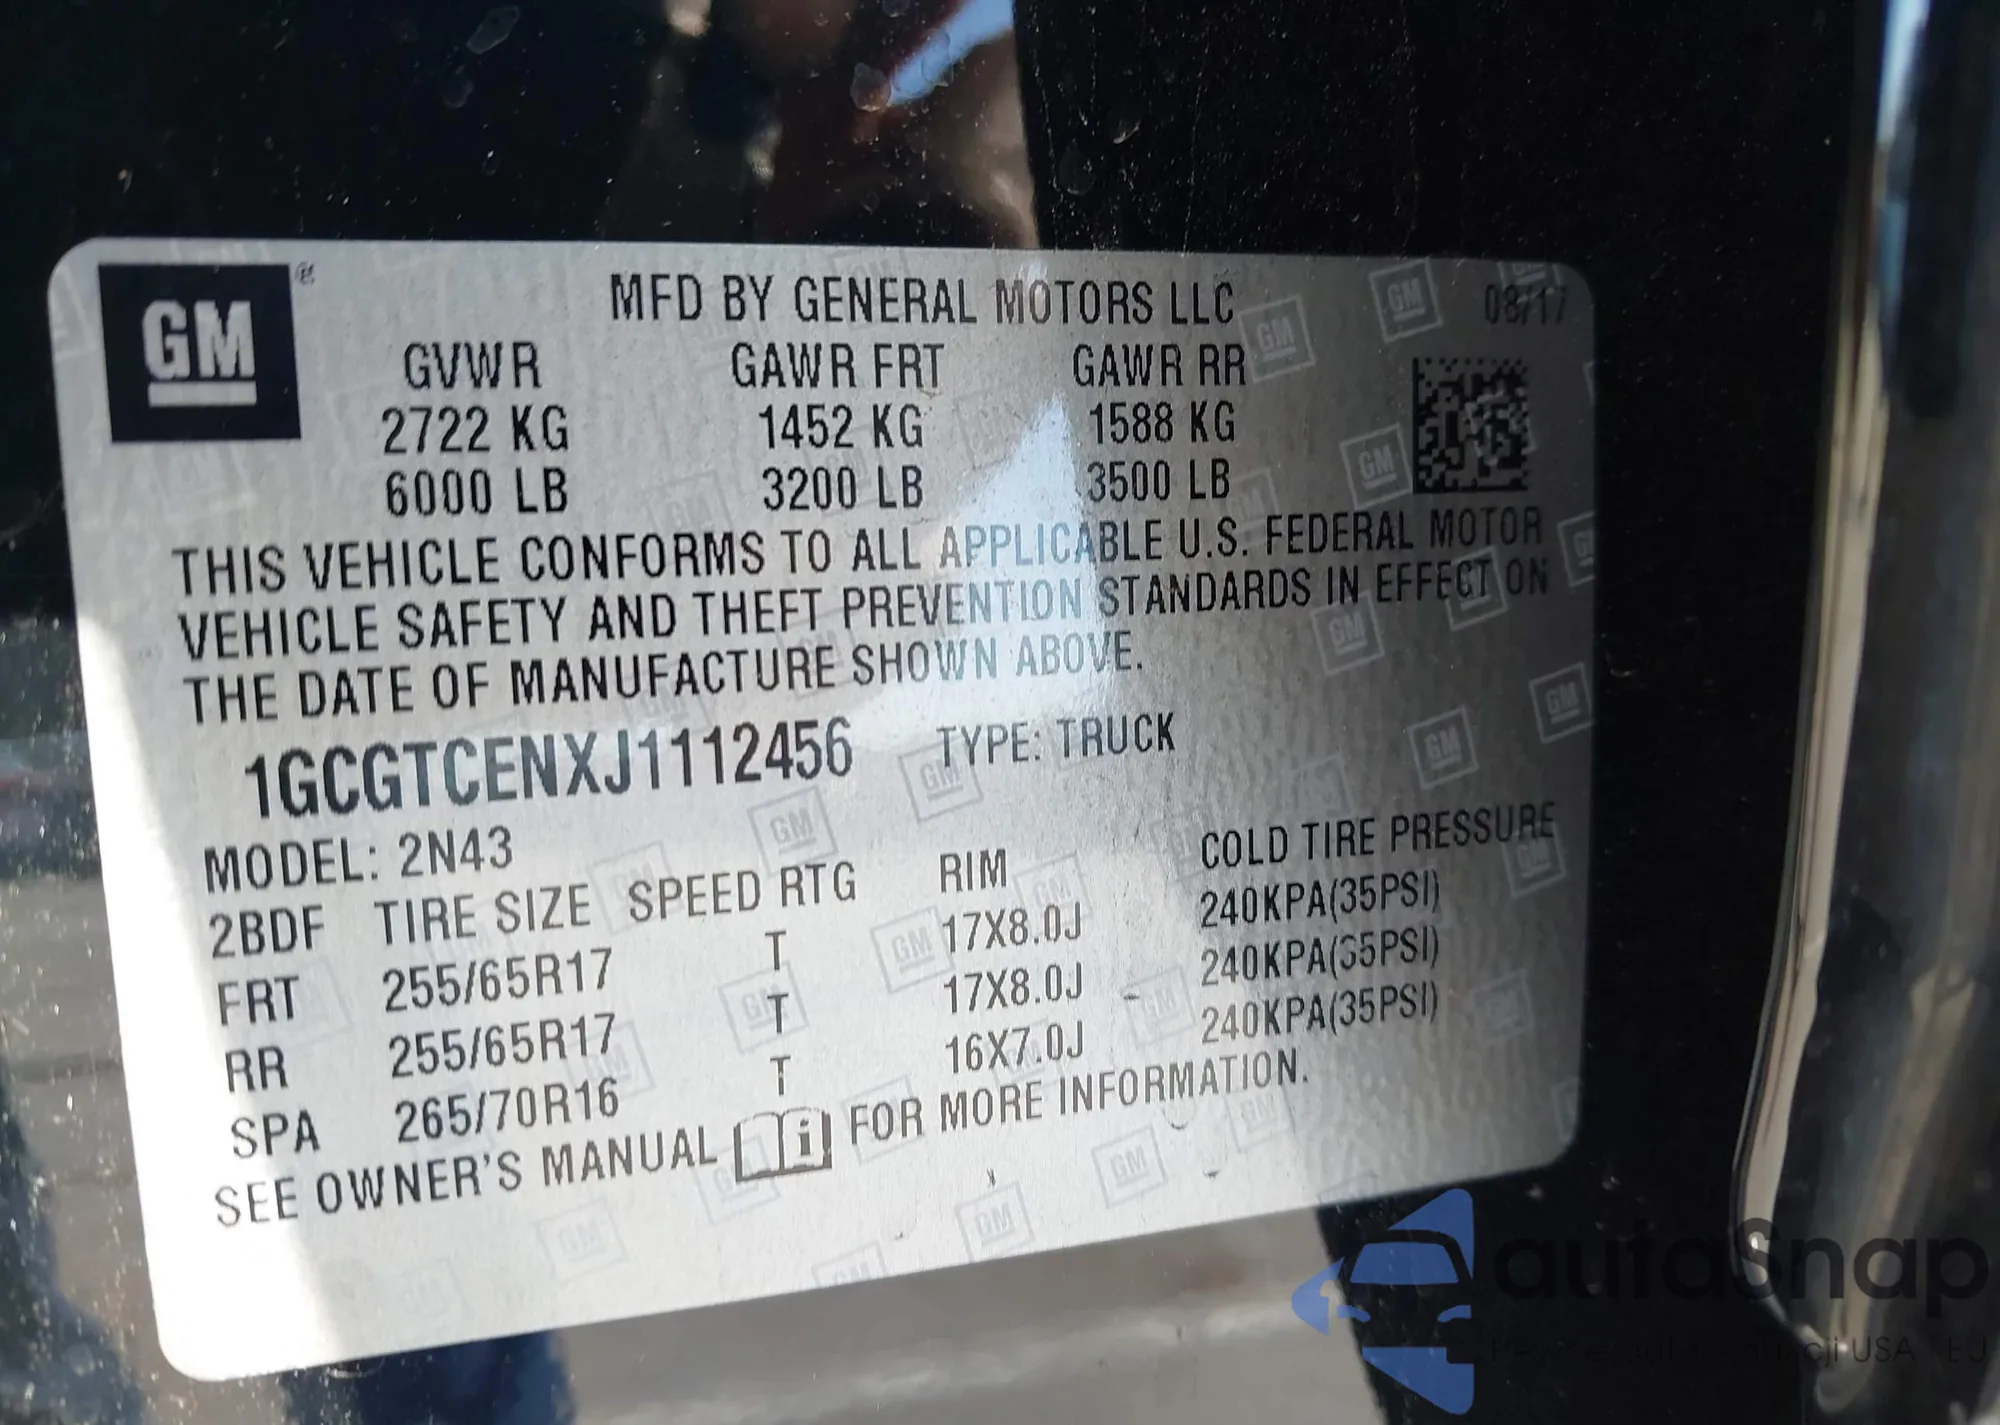 GM ®
MFD BY GENERAL MOTORS LLC 08/17
GVWR GAWR FRT GAWR RR
2722 KG 1452 KG 1588 KG
6000 LB 3200 LB 3500 LB
THIS VEHICLE CONFORMS TO ALL APPLICABLE U.S. FEDERAL MOTOR
VEHICLE SAFETY AND THEFT PREVENTION STANDARDS IN EFFECT ON
THE DATE OF MANUFACTURE SHOWN ABOVE.
1GCGTCENXJ1112456 TYPE: TRUCK
MODEL: 2N43
2BDF TIRE SIZE SPEED RTG RIM COLD TIRE PRESSURE
FRT 255/65R17 T 17X8.0J 240KPA(35PSI)
RR 255/65R17 T 17X8.0J 240KPA(35PSI)
SPA 265/70R16 T 16X7.0J 240KPA(35PSI)
SEE OWNER'S MANUAL i FOR MORE INFORMATION.
autaSnap
USA